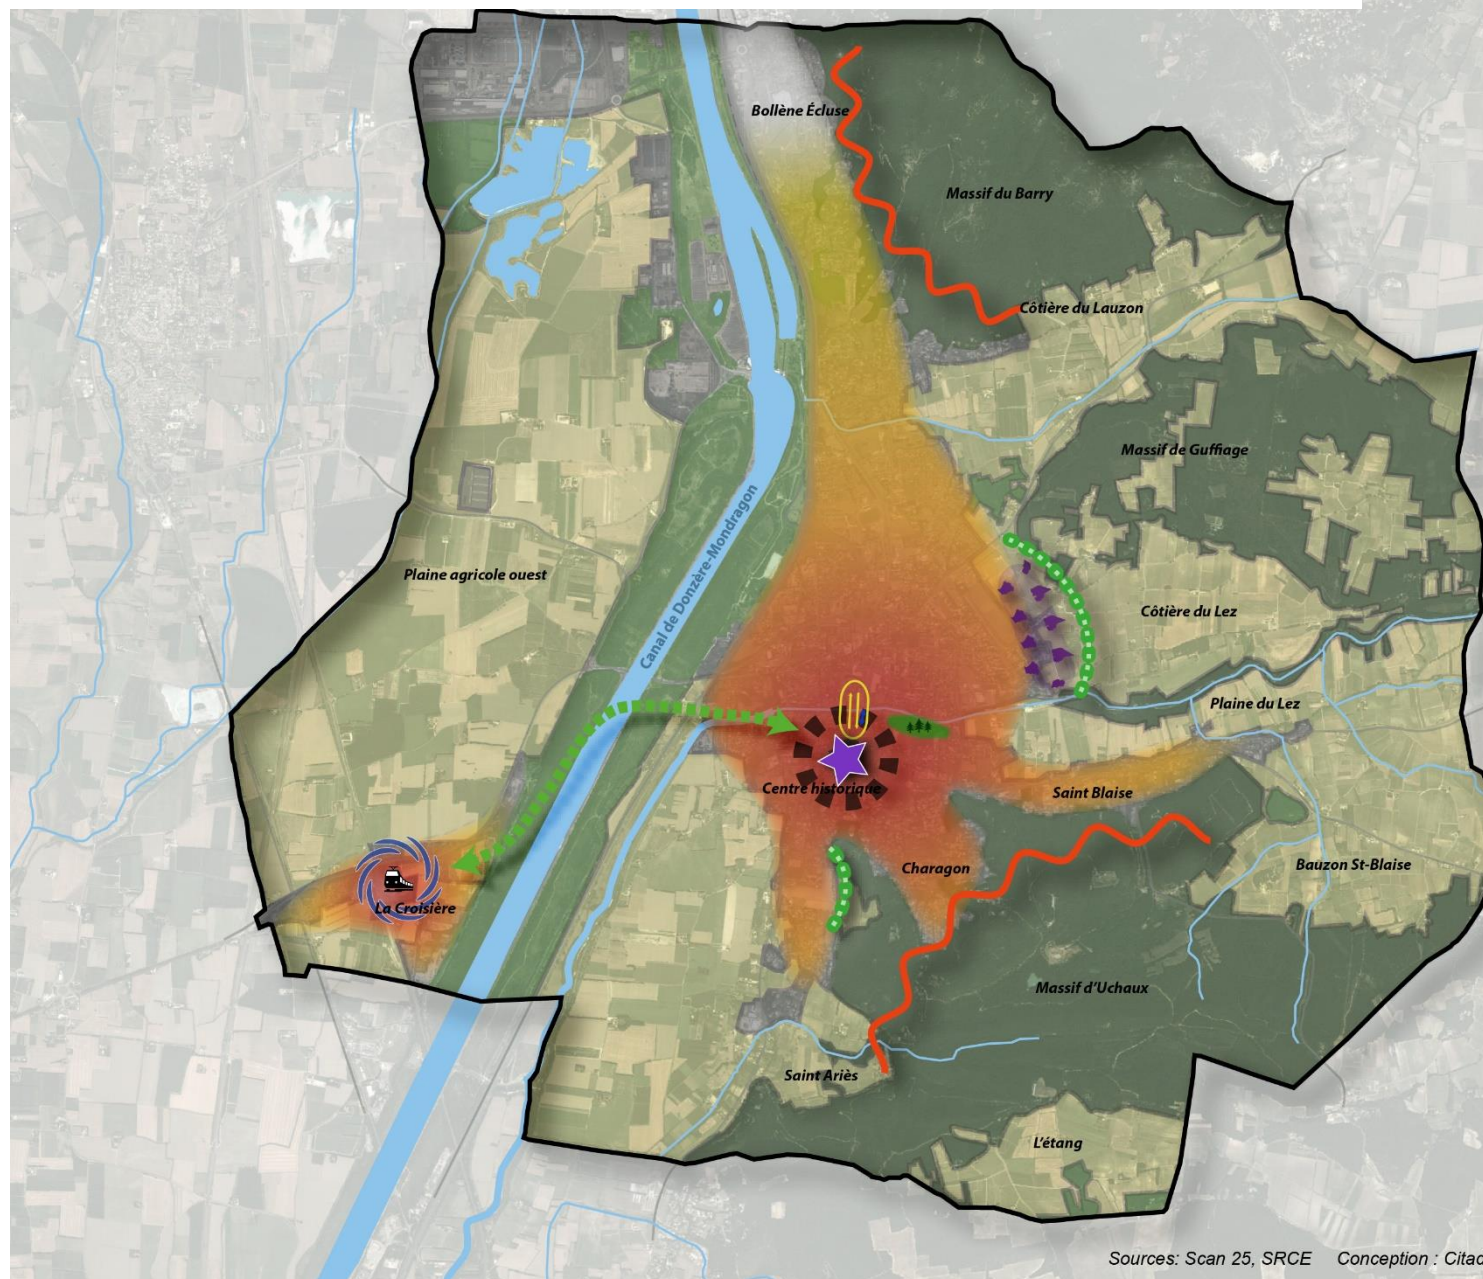 Bollène Écluse
Massif du Barry
Côtière du Lauzon
Massif de Guffiage
Canal de Donzère-Mondragon
Plaine agricole ouest
Côtière du Lez
Plaine du Lez
Centre historique
Saint Blaise
Charagon
Bauzon St-Blaise
La Croisière
Massif d'Uchaux
Saint Ariès
L'étang
Sources: Scan 25, SRCE Conception : Citad